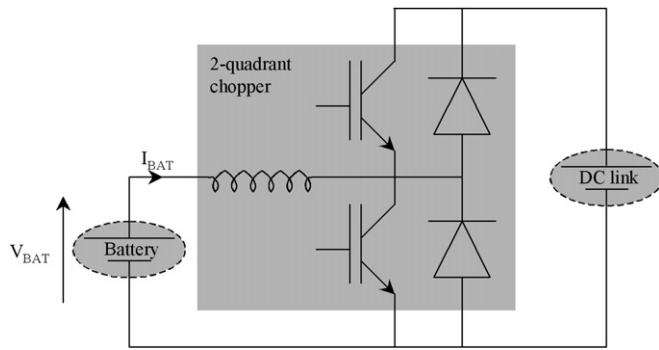 2-quadrant
chopper
I_BAT
DC link
Battery
V_BAT